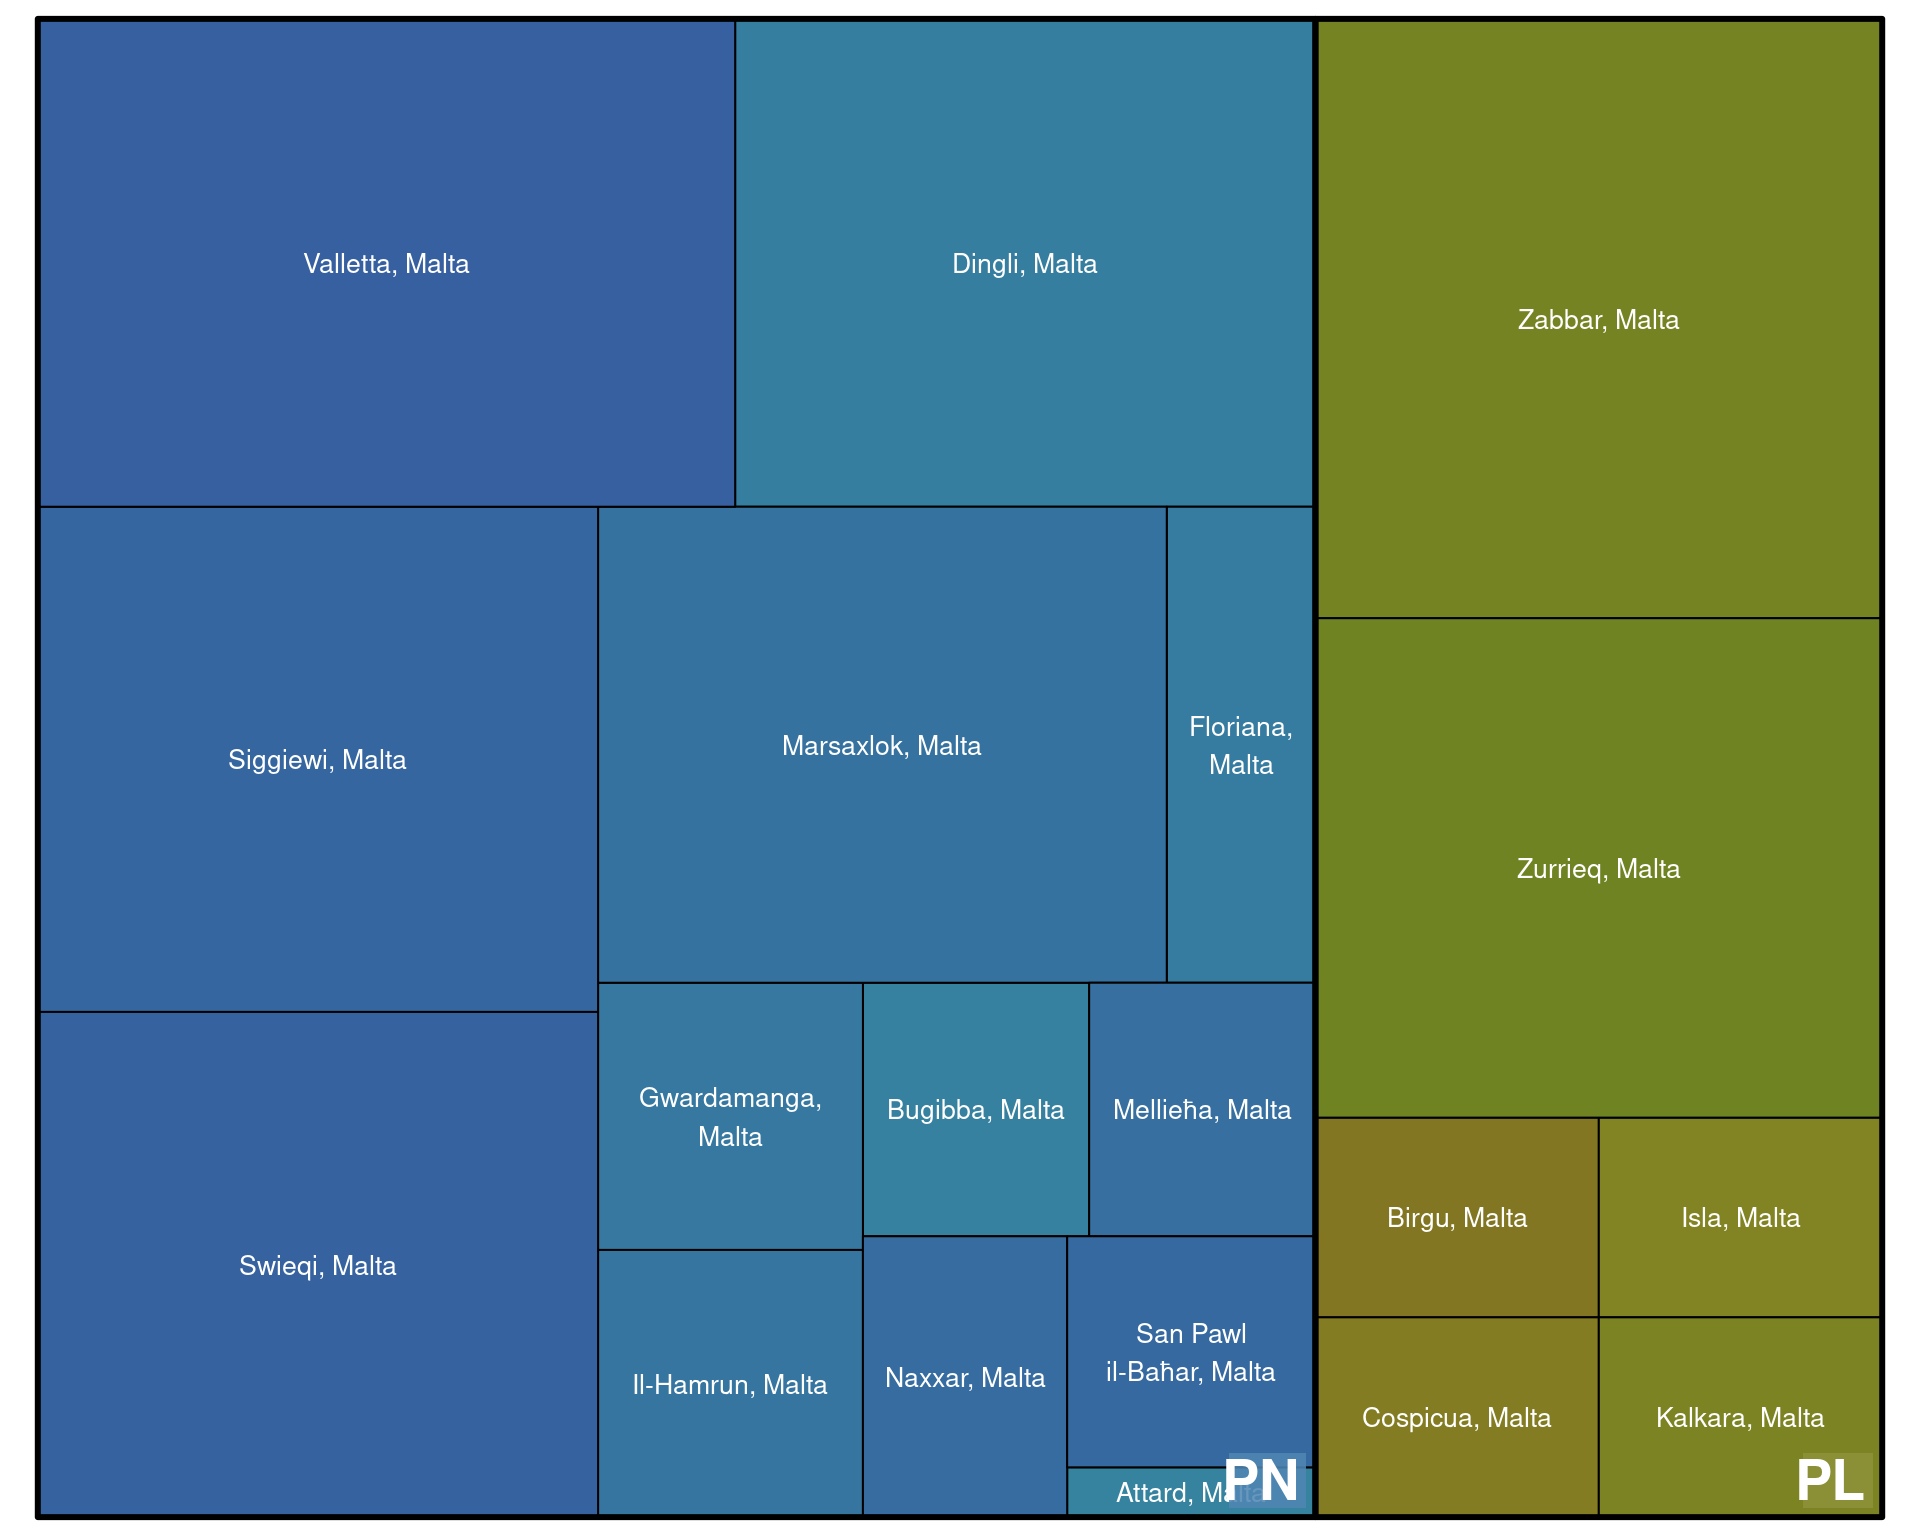 Valletta, Malta
Dingli, Malta
Zabbar, Malta
Siggiewi, Malta
Marsaxlok, Malta
Floriana,
Malta
Zurrieq, Malta
Gwardamanga,
Malta
Bugibba, Malta
Mellieħa, Malta
Swieqi, Malta
Il-Hamrun, Malta
Naxxar, Malta
San Pawl
il-Baħar, Malta
Attard, Malta
PN
Birgu, Malta
Isla, Malta
Cospicua, Malta
Kalkara, Malta
PL